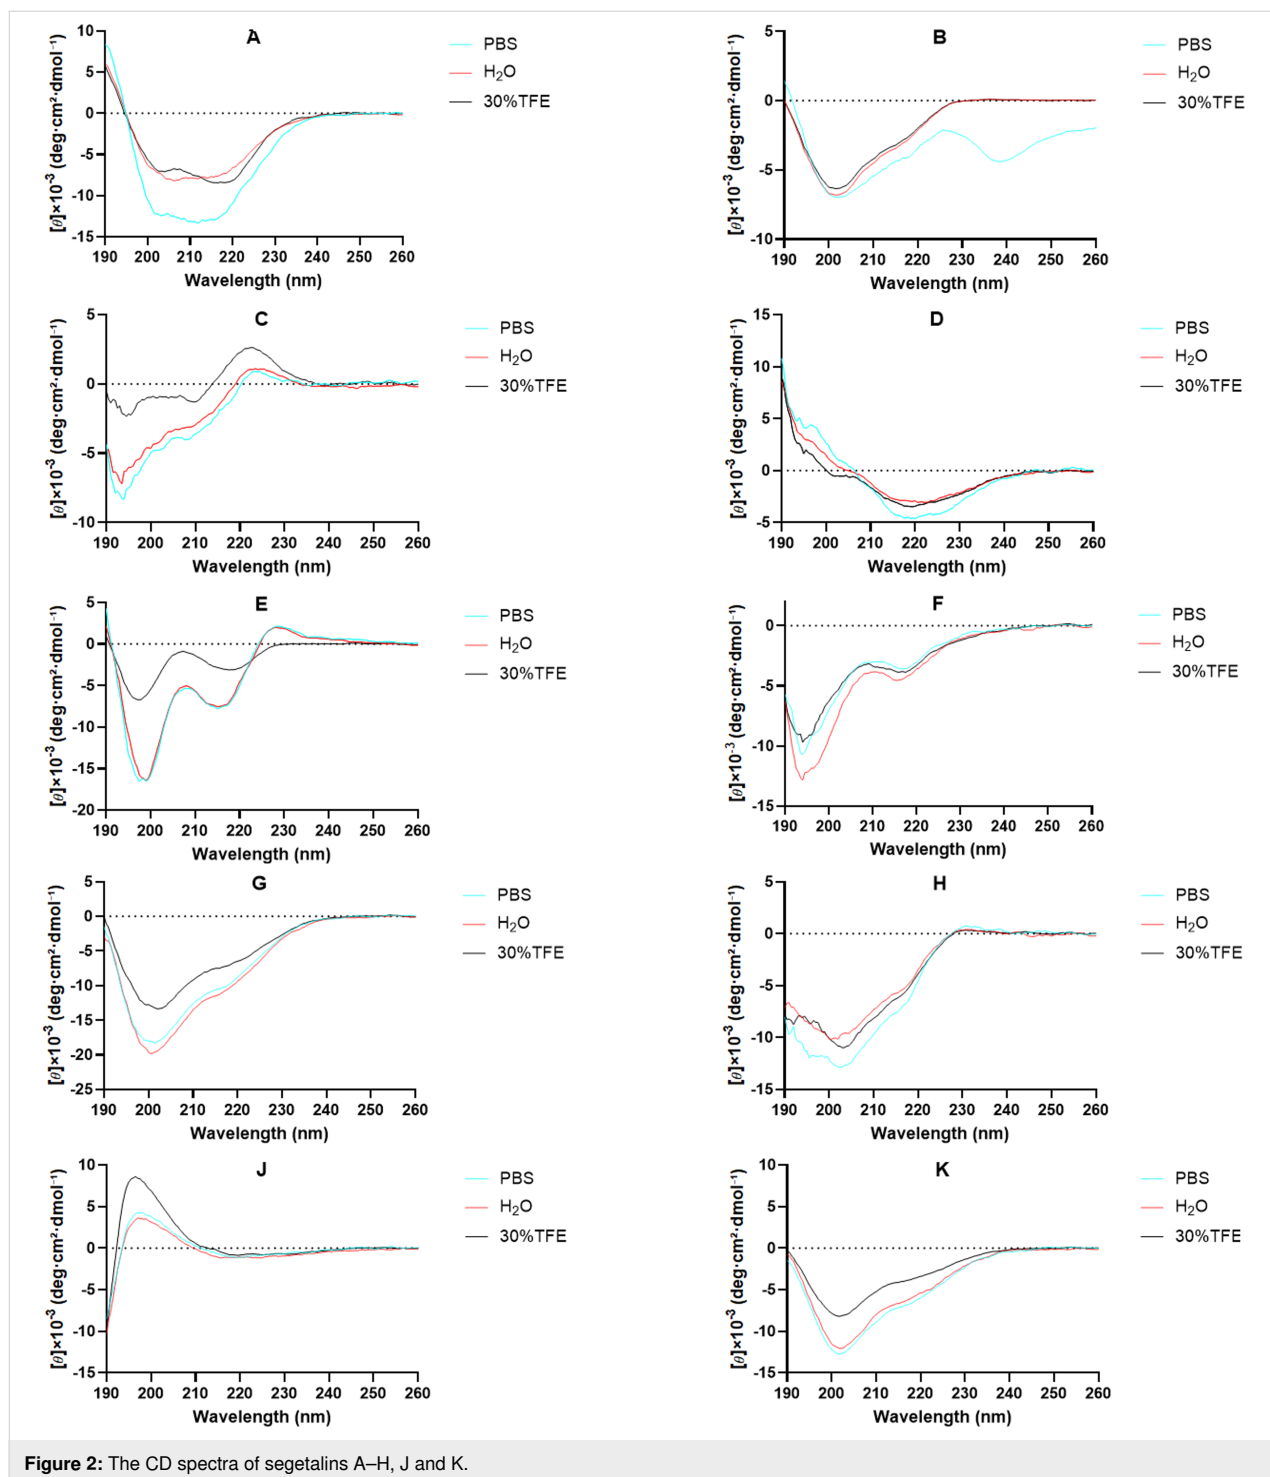 A
[θ]×10⁻³ (deg·cm²·dmol⁻¹)
10
5
0
-5
-10
-15
190 200 210 220 230 240 250 260
Wavelength (nm)
PBS
H₂O
30%TFE
B
[θ]×10⁻³ (deg·cm²·dmol⁻¹)
5
0
-5
-10
190 200 210 220 230 240 250 260
Wavelength (nm)
PBS
H₂O
30%TFE
C
[θ]×10⁻³ (deg·cm²·dmol⁻¹)
5
0
-5
-10
190 200 210 220 230 240 250 260
Wavelength (nm)
PBS
H₂O
30%TFE
D
[θ]×10⁻³ (deg·cm²·dmol⁻¹)
15
10
5
0
-5
190 200 210 220 230 240 250 260
Wavelength (nm)
PBS
H₂O
30%TFE
E
[θ]×10⁻³ (deg·cm²·dmol⁻¹)
5
0
-5
-10
-15
-20
190 200 210 220 230 240 250 260
Wavelength (nm)
PBS
H₂O
30%TFE
F
[θ]×10⁻³ (deg·cm²·dmol⁻¹)
0
-5
-10
-15
190 200 210 220 230 240 250 260
Wavelength (nm)
PBS
H₂O
30%TFE
G
[θ]×10⁻³ (deg·cm²·dmol⁻¹)
5
0
-5
-10
-15
-20
-25
190 200 210 220 230 240 250 260
Wavelength (nm)
PBS
H₂O
30%TFE
H
[θ]×10⁻³ (deg·cm²·dmol⁻¹)
5
0
-5
-10
-15
190 200 210 220 230 240 250 260
Wavelength (nm)
PBS
H₂O
30%TFE
J
[θ]×10⁻³ (deg·cm²·dmol⁻¹)
10
5
0
-5
-10
-15
190 200 210 220 230 240 250 260
Wavelength (nm)
PBS
H₂O
30%TFE
K
[θ]×10⁻³ (deg·cm²·dmol⁻¹)
10
5
0
-5
-10
-15
190 200 210 220 230 240 250 260
Wavelength (nm)
PBS
H₂O
30%TFE
Figure 2: The CD spectra of segetalins A–H, J and K.